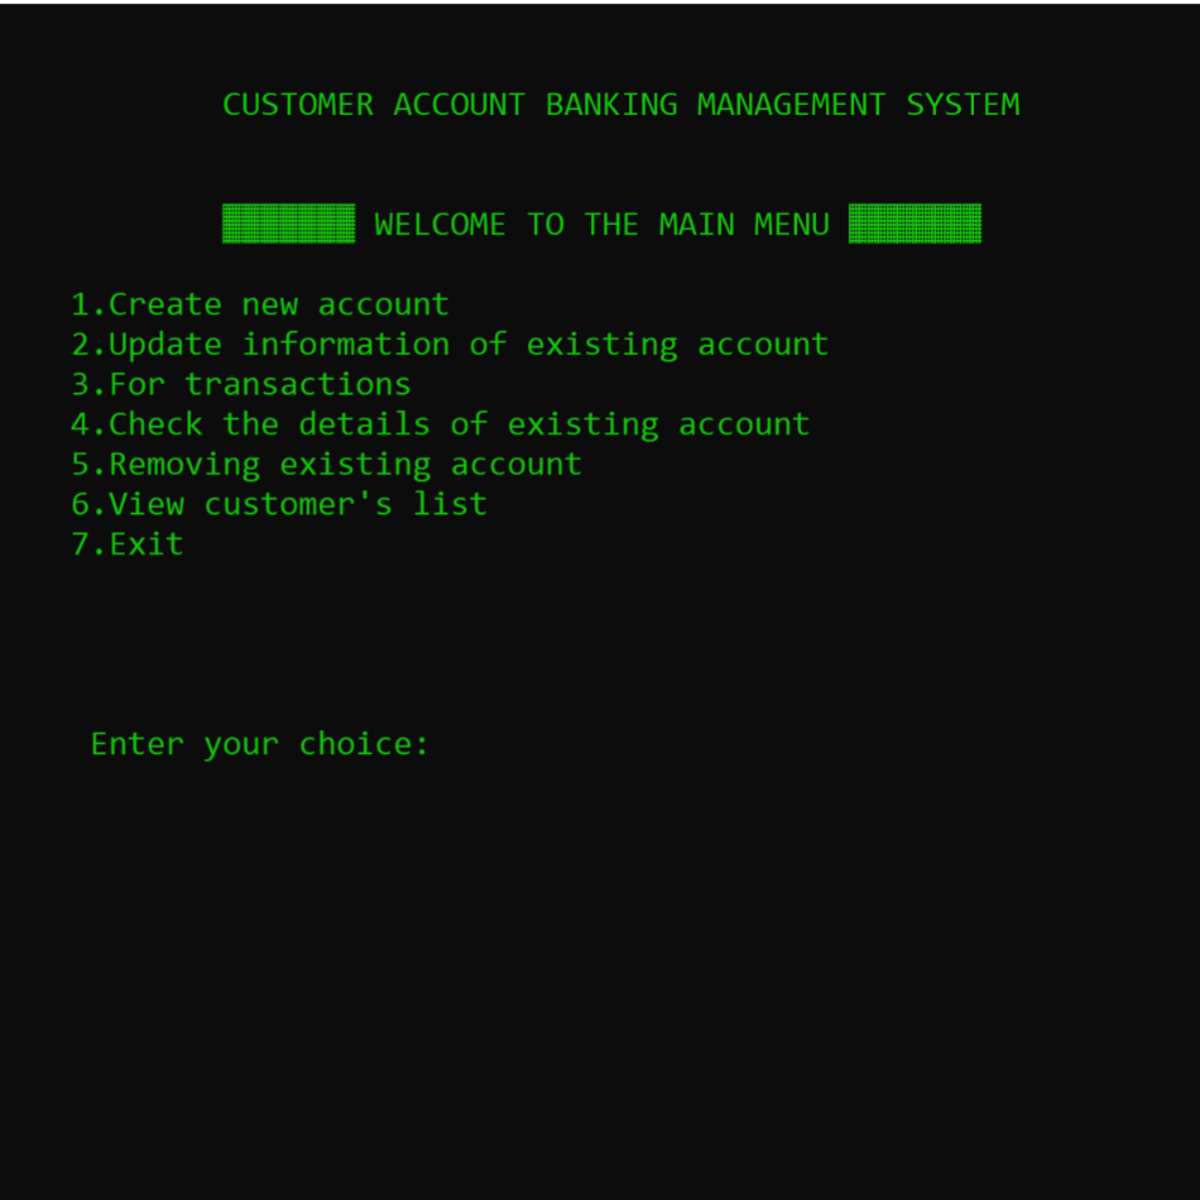 CUSTOMER ACCOUNT BANKING MANAGEMENT SYSTEM
▓▓▓▓▓▓▓ WELCOME TO THE MAIN MENU ▓▓▓▓▓▓▓
1.Create new account
2.Update information of existing account
3.For transactions
4.Check the details of existing account
5.Removing existing account
6.View customer's list
7.Exit
Enter your choice: